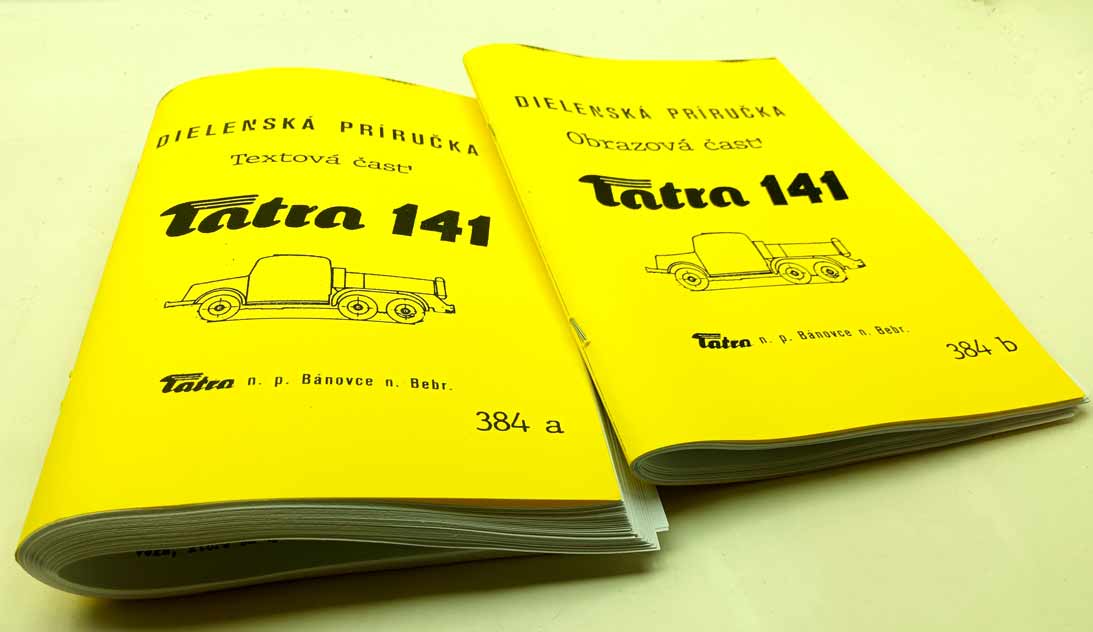 DIELENSKÁ PRÍRUČKA
Textová časť
Tatra 141
Tatra n. p. Bánovce n. Bebr.
384 a
DIELENSKÁ PRÍRUČKA
Obrazová časť
Tatra 141
Tatra n. p. Bánovce n. Bebr.
384 b